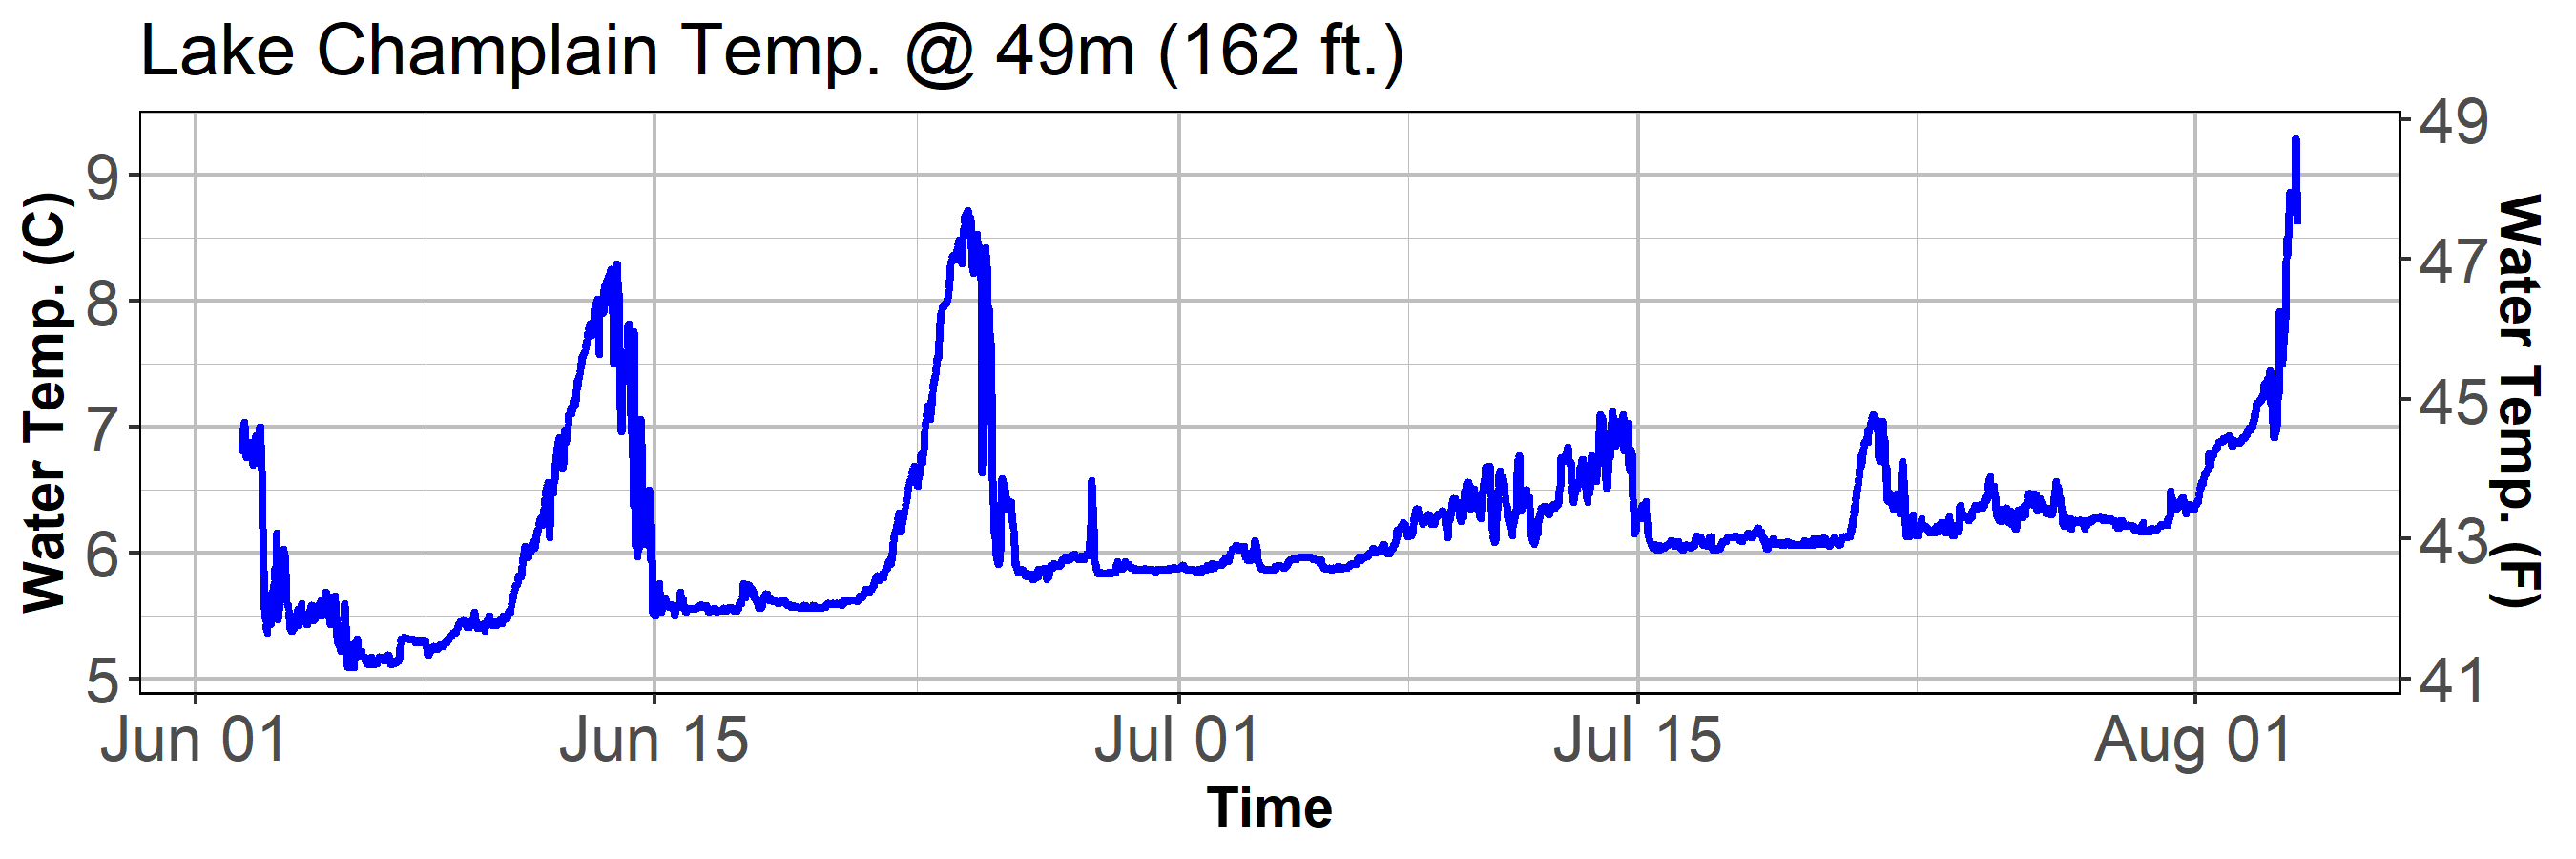 Lake Champlain Temp. @ 49m (162 ft.)
Water Temp. (C)
9
8
7
6
5
49
47
45
43
41
Water Temp. (F)
Jun 01 Jun 15 Jul 01 Jul 15 Aug 01
Time